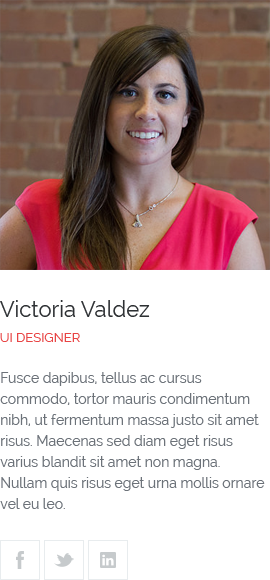 Victoria Valdez
UI DESIGNER
Fusce dapibus, tellus ac cursus
commodo, tortor mauris condimentum
nibh, ut fermentum massa justo sit amet
risus. Maecenas sed diam eget risus
varius blandit sit amet non magna.
Nullam quis risus eget urna mollis ornare
vel eu leo.